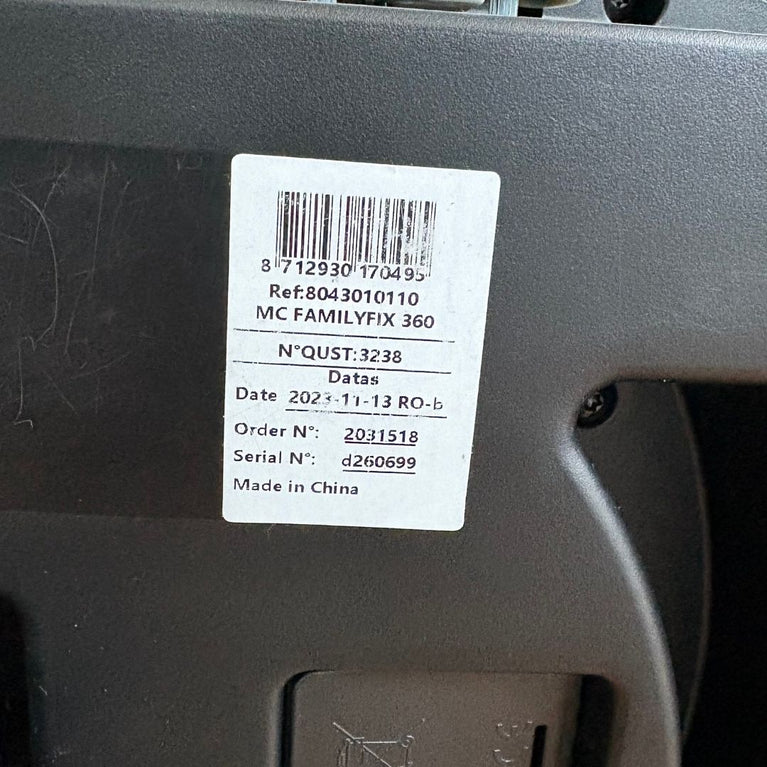 8 712930 170495
Ref:8043010110
MC FAMILYFIX 360
N°QUST:3238
Datas
Date 2023-11-13 RO-b
Order N°: 2031518
Serial N°: d260699
Made in China